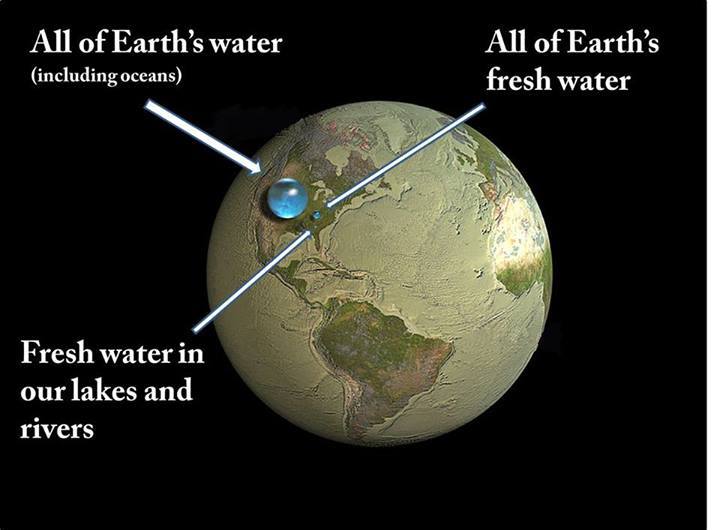 All of Earth's water
(including oceans)
All of Earth's
fresh water
Fresh water in
our lakes and
rivers